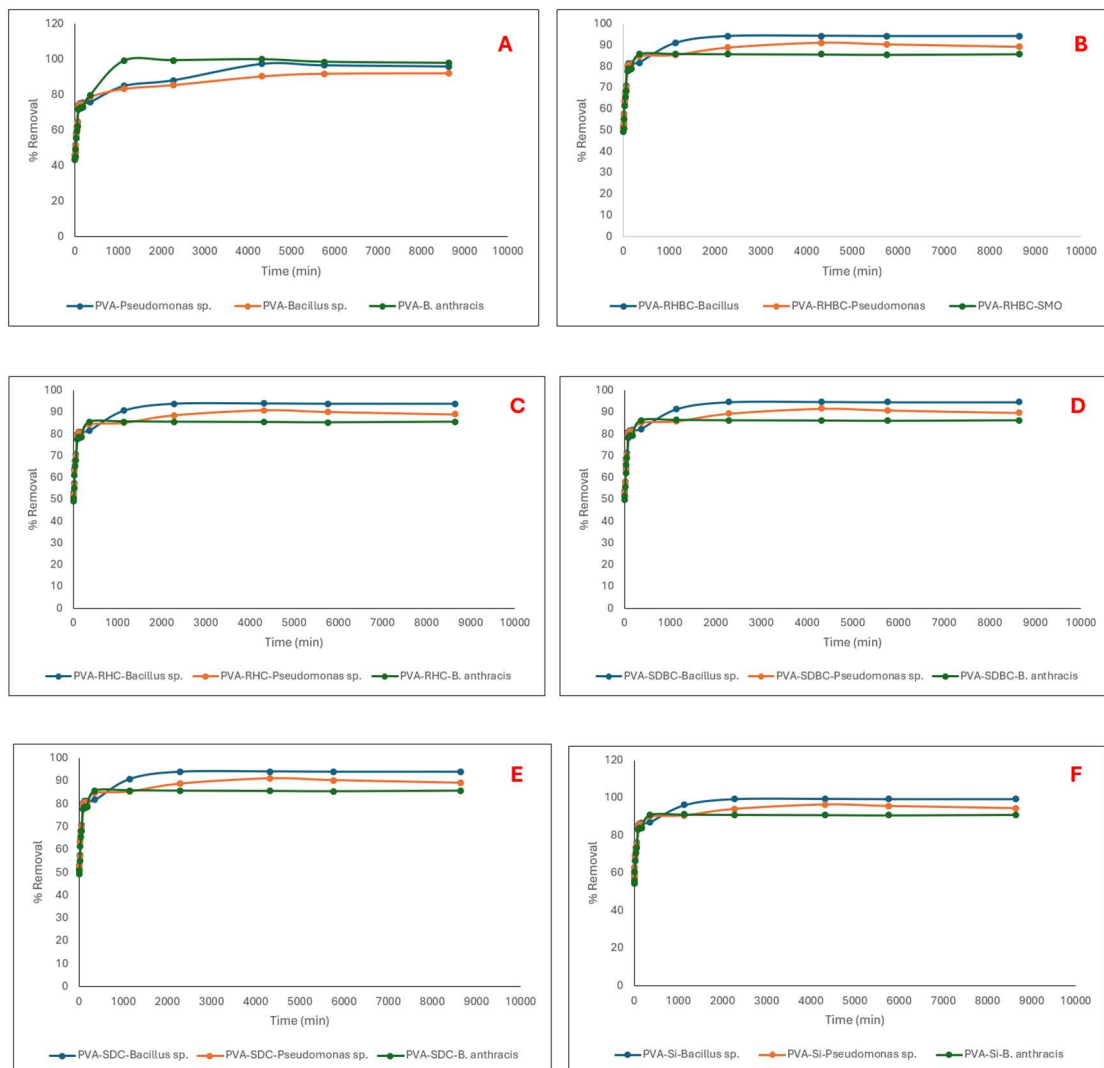 A
120
100
80
60
40
20
0
% Removal
0 1000 2000 3000 4000 5000 6000 7000 8000 9000 10000
Time (min)
PVA-Pseudomonas sp. PVA-Bacillus sp. PVA-B. anthracis
B
100
90
80
70
60
50
40
30
20
10
0
% Removal
0 1000 2000 3000 4000 5000 6000 7000 8000 9000 10000
Time (min)
PVA-RHBC-Bacillus PVA-RHBC-Pseudomonas PVA-RHBC-SMO
C
100
90
80
70
60
50
40
30
20
10
0
% Removal
0 1000 2000 3000 4000 5000 6000 7000 8000 9000 10000
Time (min)
PVA-RHC-Bacillus sp. PVA-RHC-Pseudomonas sp. PVA-RHC-B. anthracis
D
100
90
80
70
60
50
40
30
20
10
0
% Removal
0 1000 2000 3000 4000 5000 6000 7000 8000 9000 10000
Time (min)
PVA-SDBC-Bacillus sp. PVA-SDBC-Pseudomonas sp. PVA-SDBC-B. anthracis
E
100
90
80
70
60
50
40
30
20
10
0
% Removal
0 1000 2000 3000 4000 5000 6000 7000 8000 9000 10000
Time (min)
PVA-SDC-Bacillus sp. PVA-SDC-Pseudomonas sp. PVA-SDC-B. anthracis
F
120
100
80
60
40
20
0
% Removal
0 1000 2000 3000 4000 5000 6000 7000 8000 9000 10000
Time (min)
PVA-Si-Bacillus sp. PVA-Si-Pseudomonas sp. PVA-Si-B. anthracis